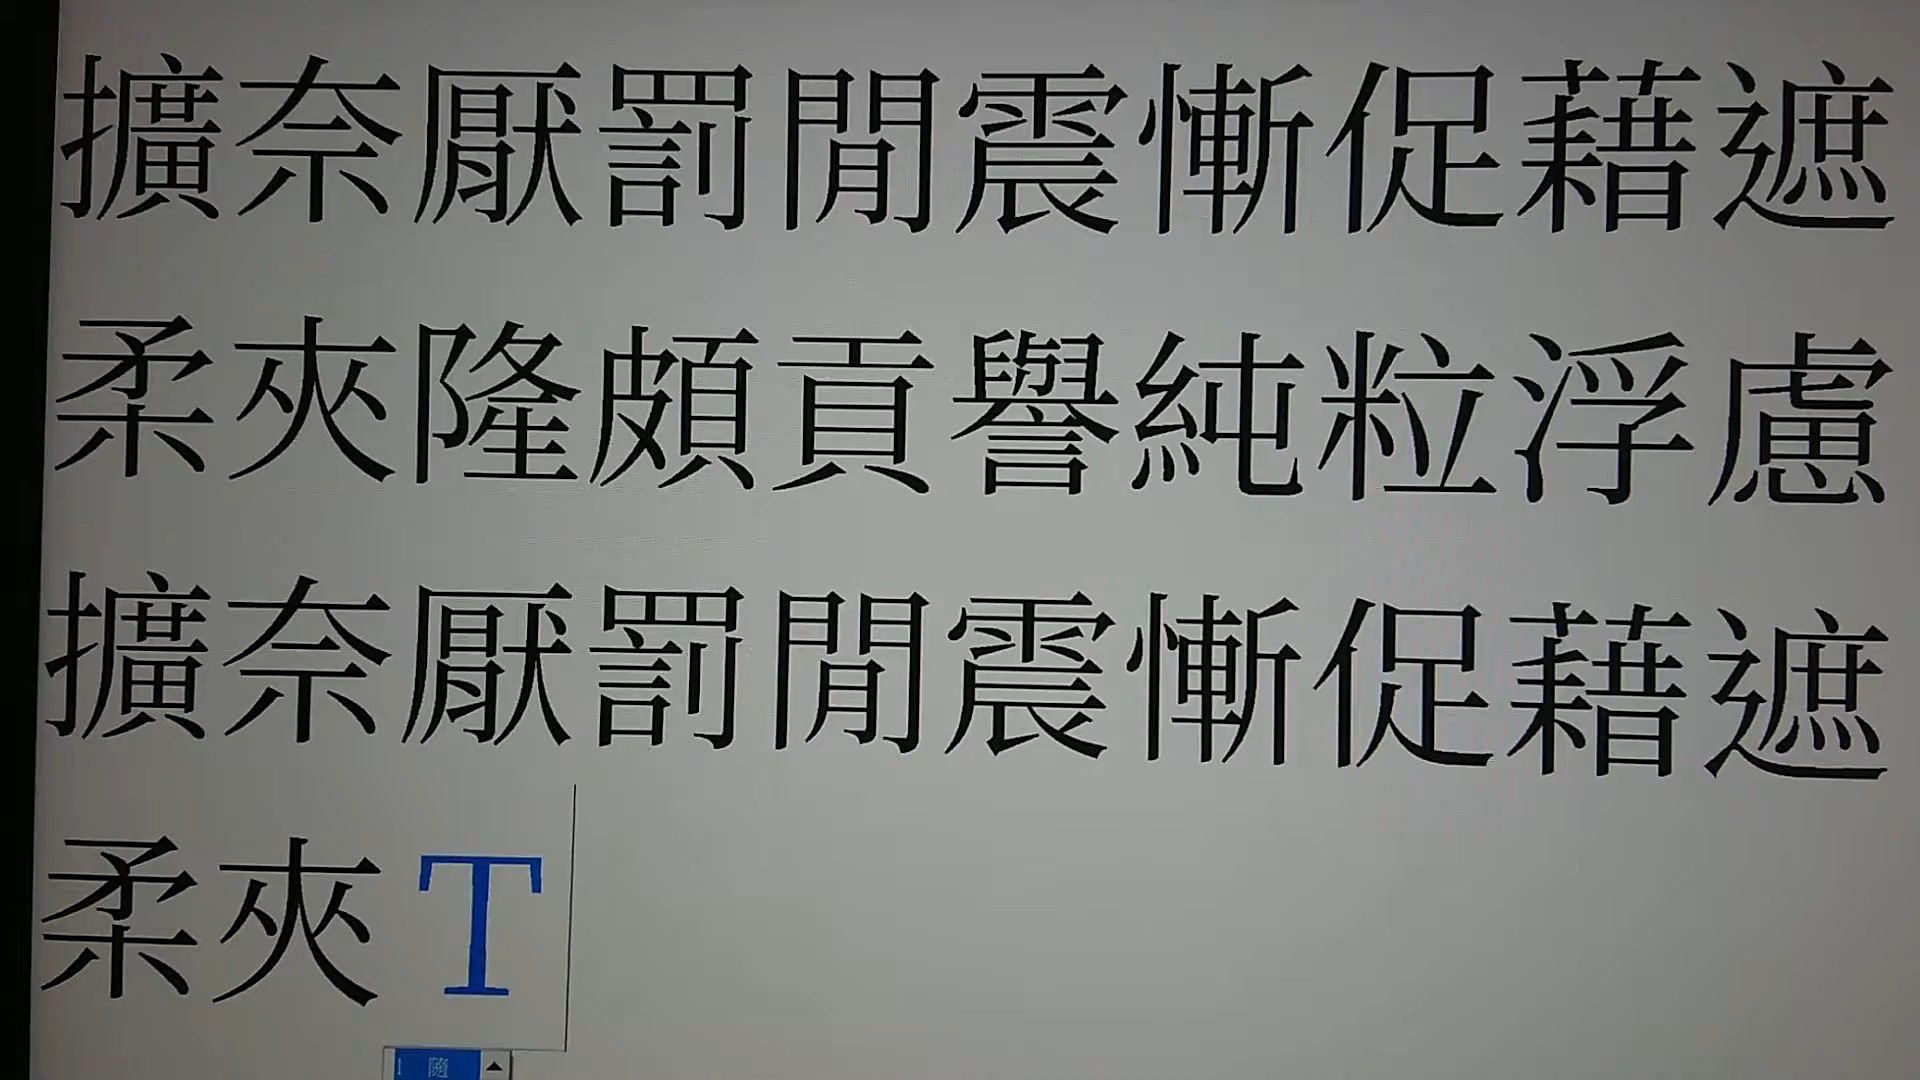 擴奈厭罰閒震慚促藉遮
柔夾隆頗貢譽純粒浮慮
擴奈厭罰閒震慚促藉遮
柔夾T
1 隨